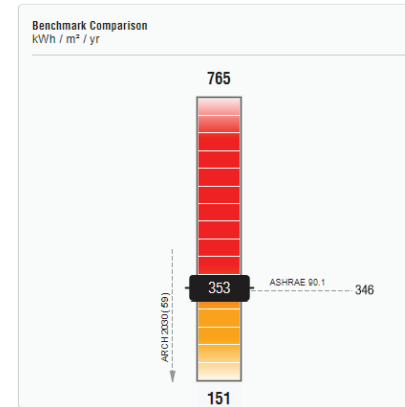 Benchmark Comparison
kWh / m² / yr
765
353
ASHRAE 90.1
346
ARCH 2030 (59)
151